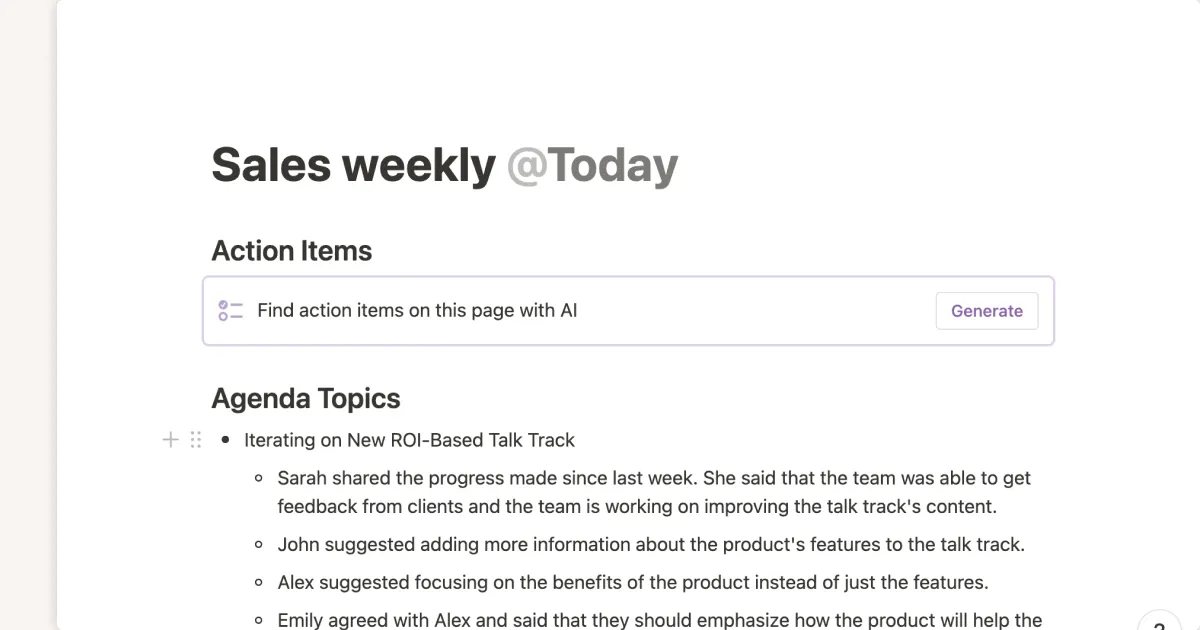 Sales weekly @Today
Action Items
Find action items on this page with AI
Generate
Agenda Topics
Iterating on New ROI-Based Talk Track
Sarah shared the progress made since last week. She said that the team was able to get
feedback from clients and the team is working on improving the talk track's content.
John suggested adding more information about the product's features to the talk track.
Alex suggested focusing on the benefits of the product instead of just the features.
Emily agreed with Alex and said that they should emphasize how the product will help the